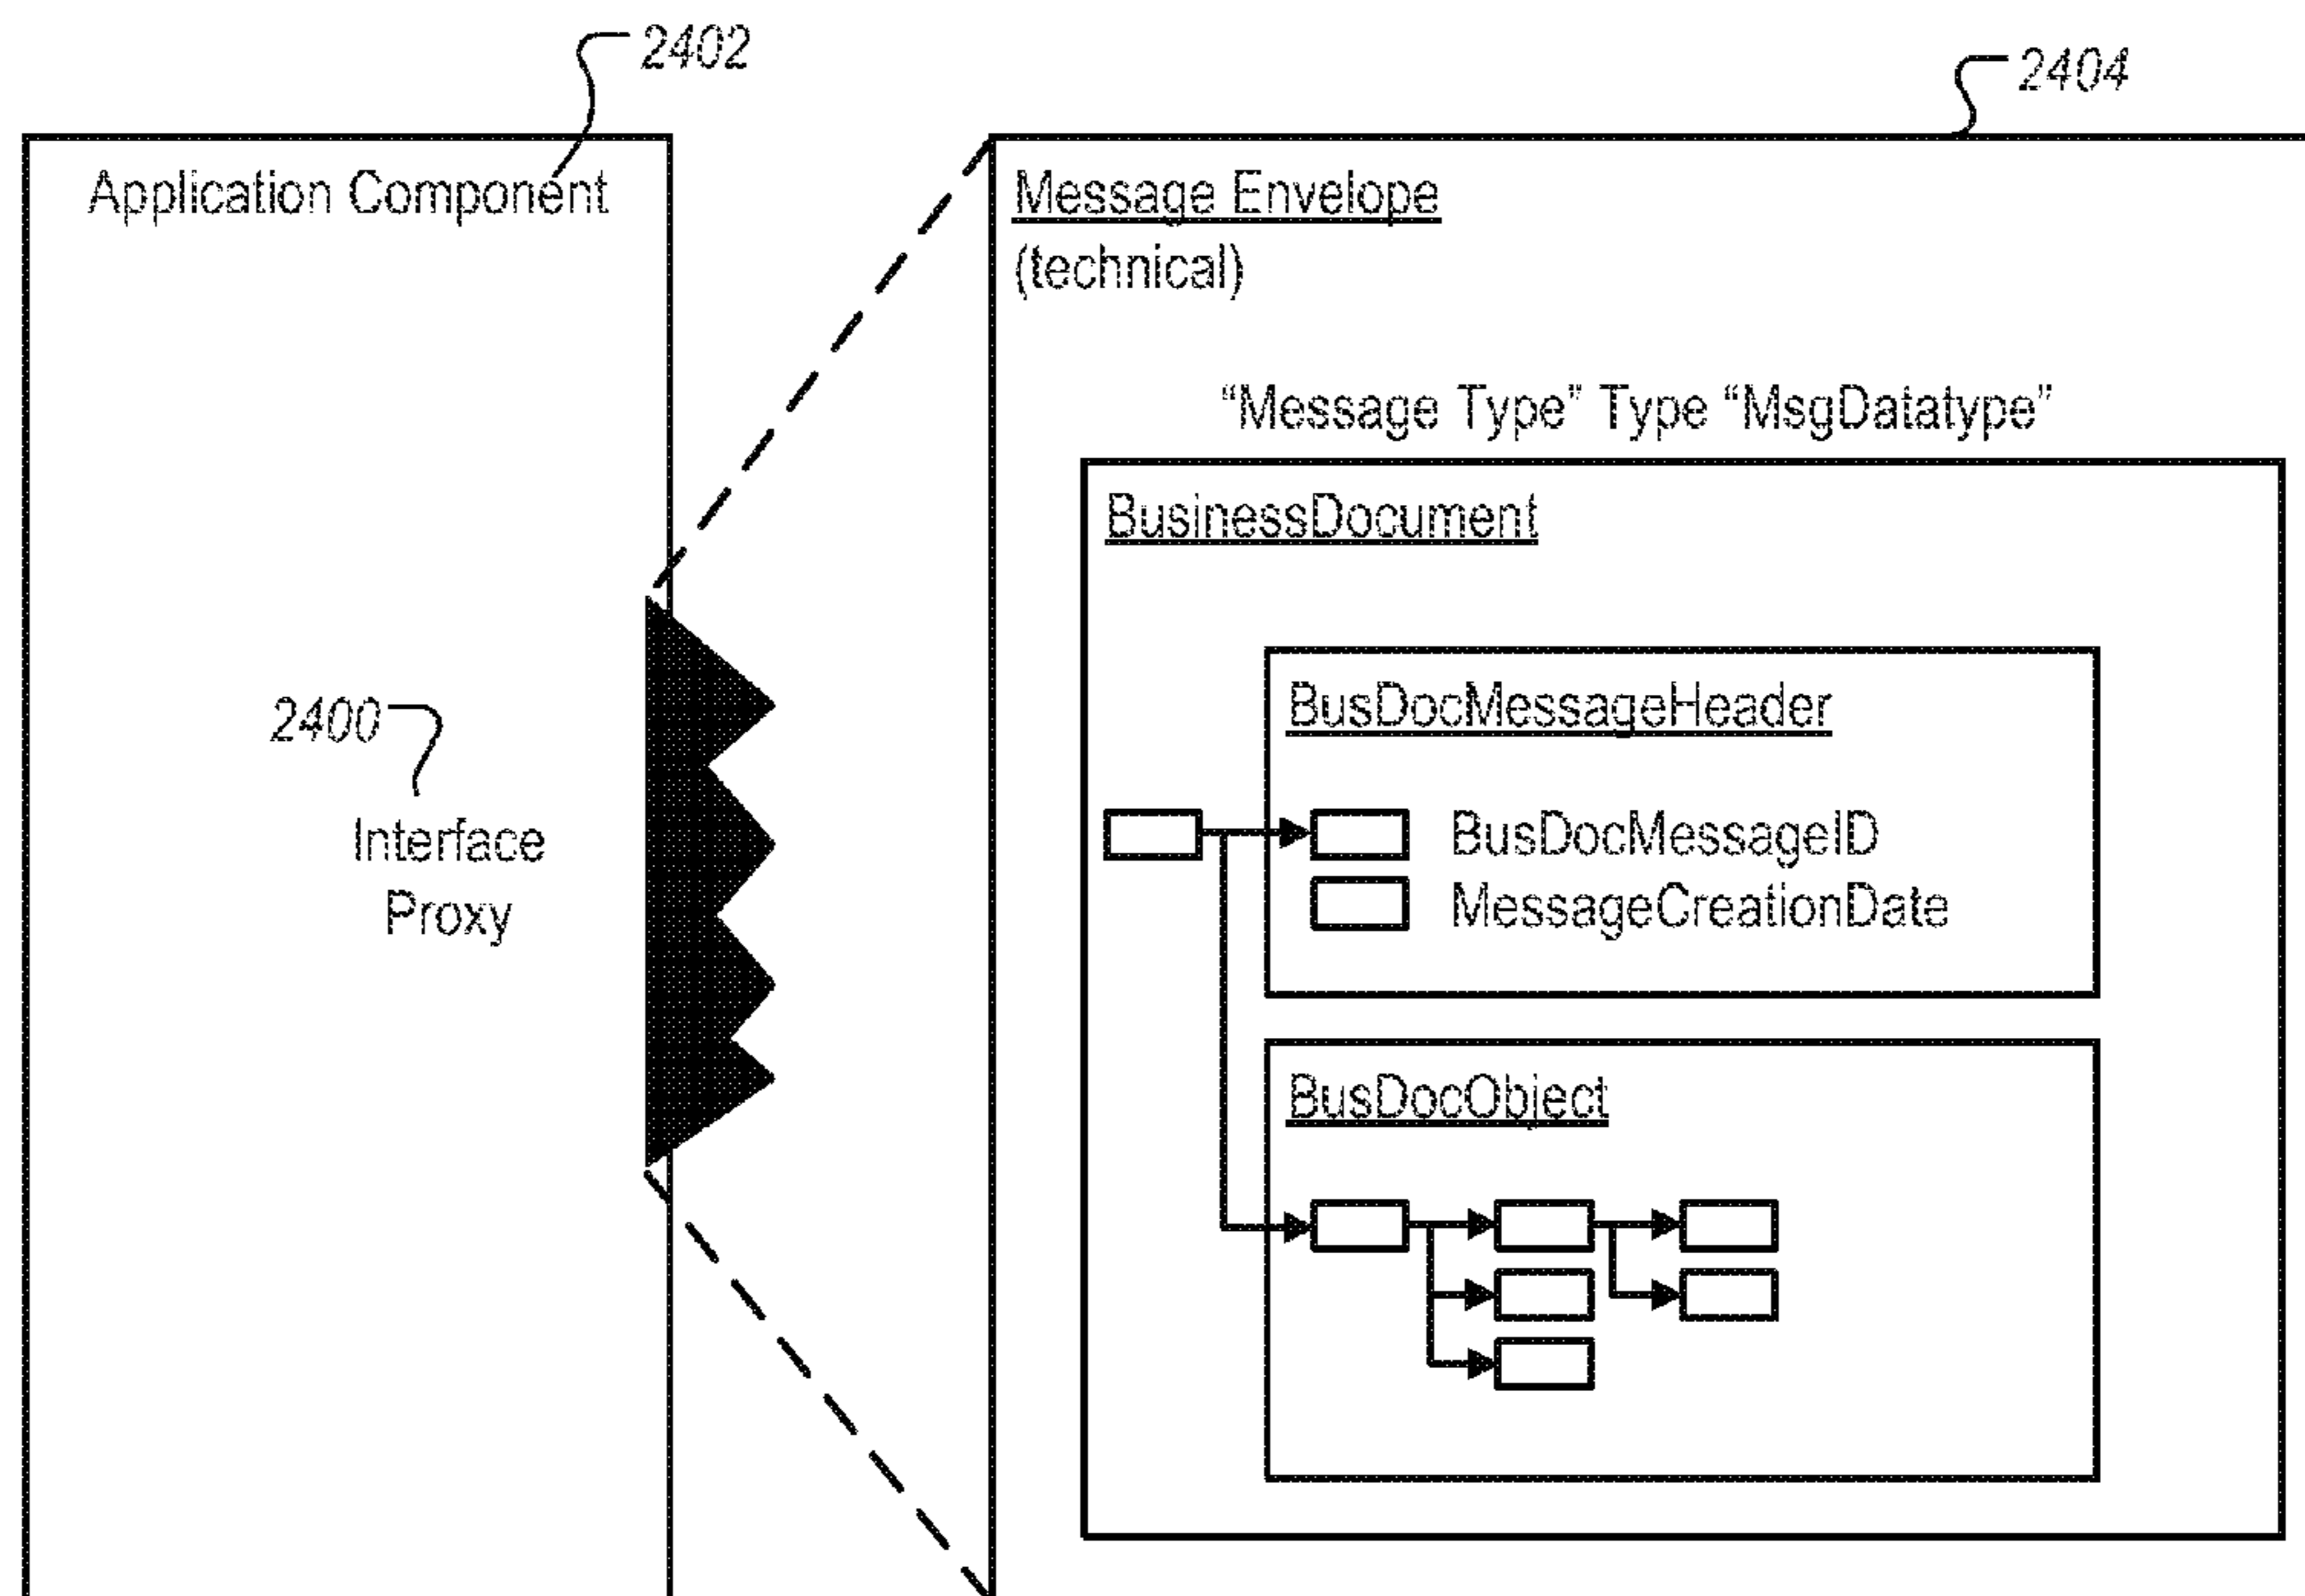 2402
2404
Application Component
Message Envelope
(technical)
“Message Type” Type “MsgDatatype”
BusinessDocument
2400
Interface
Proxy
BusDocMessageHeader
BusDocMessageID
MessageCreationDate
BusDocObject